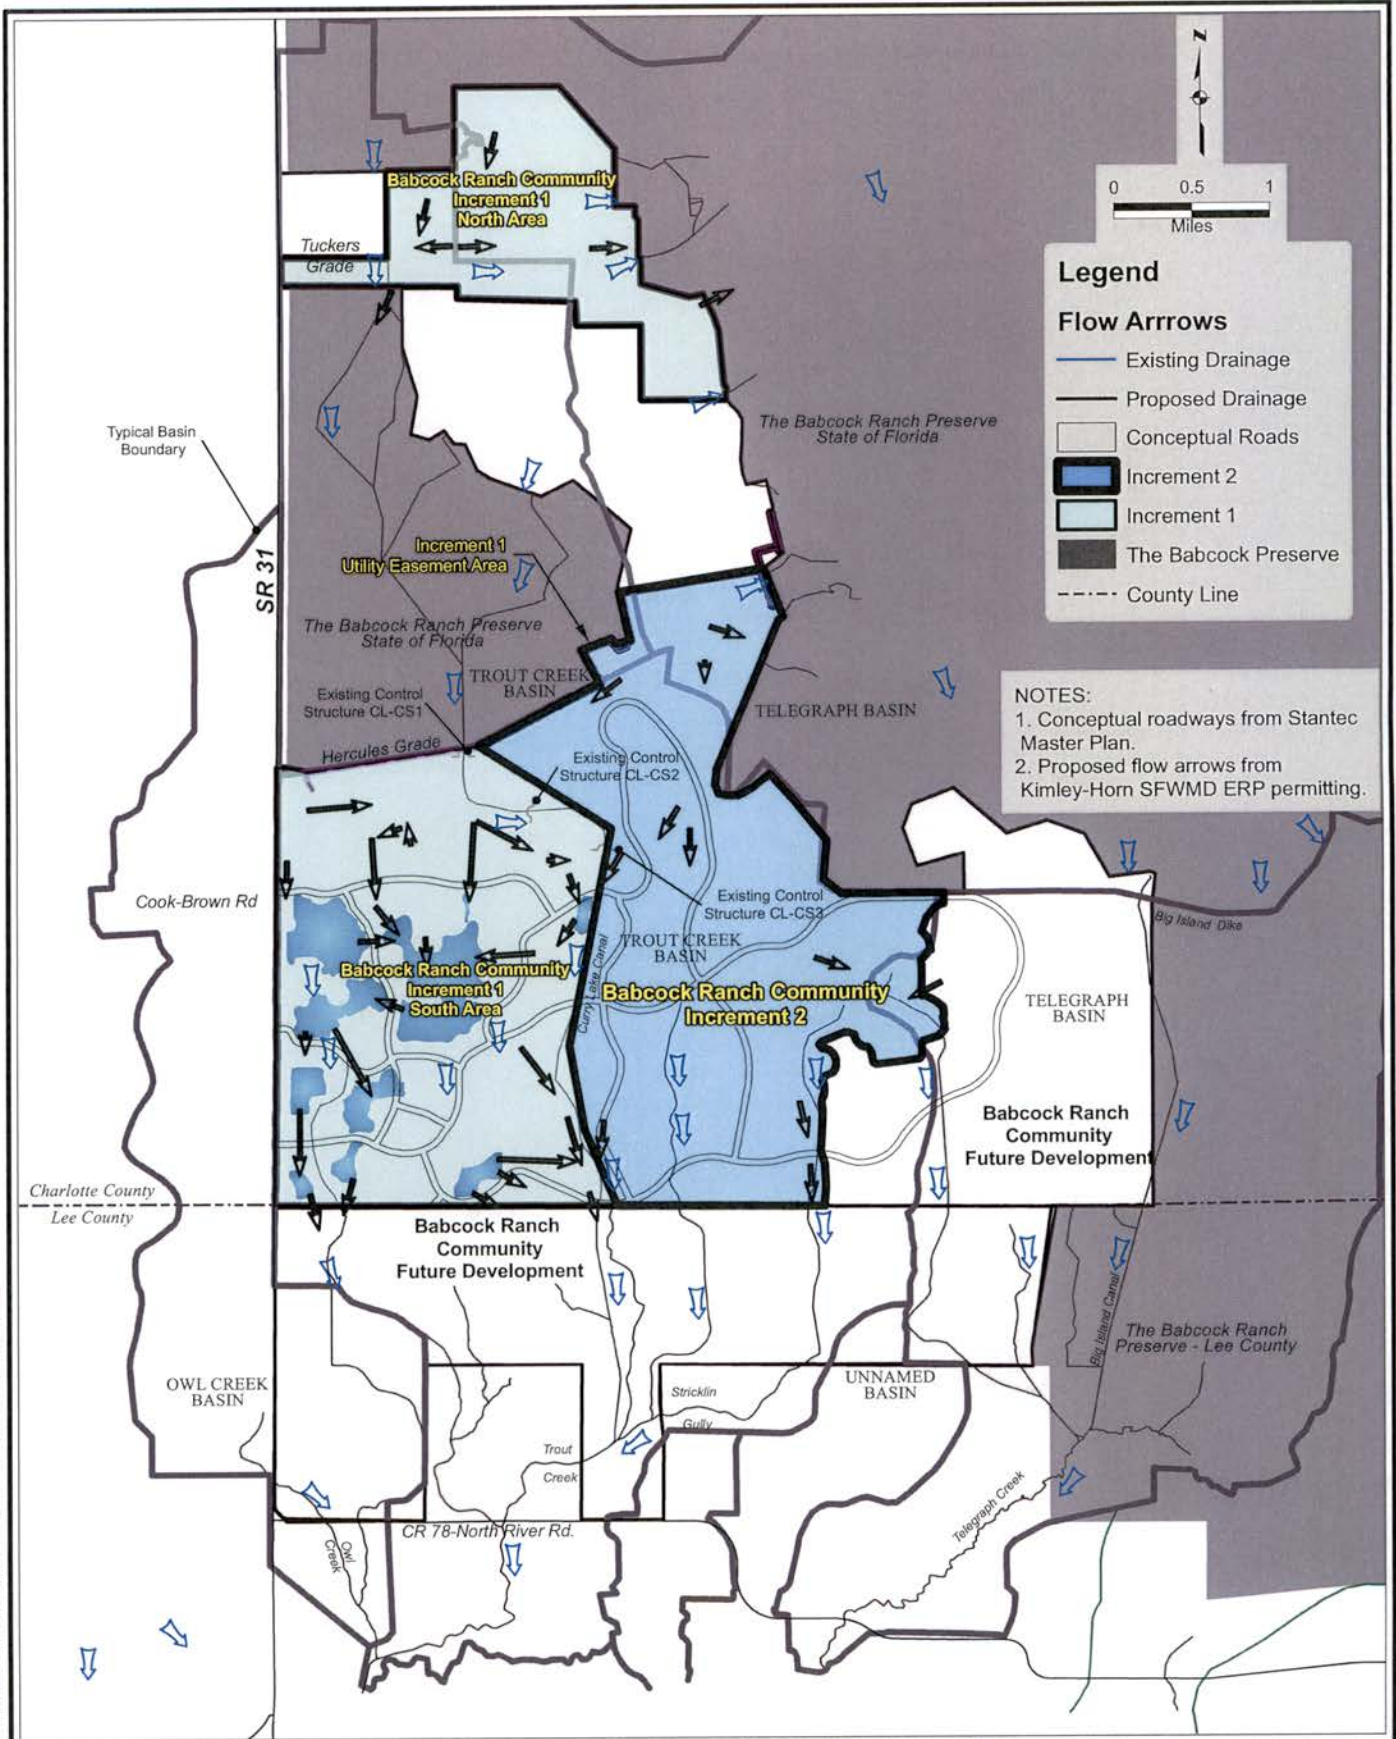 N
0 0.5 1
Miles
Babcock Ranch Community
Increment 1
North Area
Tuckers
Grade
Legend
Flow Arrrows
Existing Drainage
Proposed Drainage
Conceptual Roads
Increment 2
Increment 1
The Babcock Preserve
County Line
The Babcock Ranch Preserve
State of Florida
Typical Basin
Boundary
SR 31
Increment 1
Utility Easement Area
The Babcock Ranch Preserve
State of Florida
TROUT CREEK
BASIN
Existing Control
Structure CL-CS1
TELEGRAPH BASIN
NOTES:
1. Conceptual roadways from Stantec
Master Plan.
2. Proposed flow arrows from
Kimley-Horn SFWMD ERP permitting.
Hercules Grade
Existing Control
Structure CL-CS2
Cook-Brown Rd
Existing Control
Structure CL-CS3
Big Island Dike
TROUT CREEK
BASIN
Curry Lake Canal
Babcock Ranch Community
Increment 1
South Area
Babcock Ranch Community
Increment 2
TELEGRAPH
BASIN
Babcock Ranch
Community
Future Development
Charlotte County
Lee County
Babcock Ranch
Community
Future Development
Big Island Canal
The Babcock Ranch
Preserve - Lee County
OWL CREEK
BASIN
UNNAMED
BASIN
Stricklin
Gully
Trout
Creek
Telegraph Creek
CR 78-North River Rd.
Owl
Creek